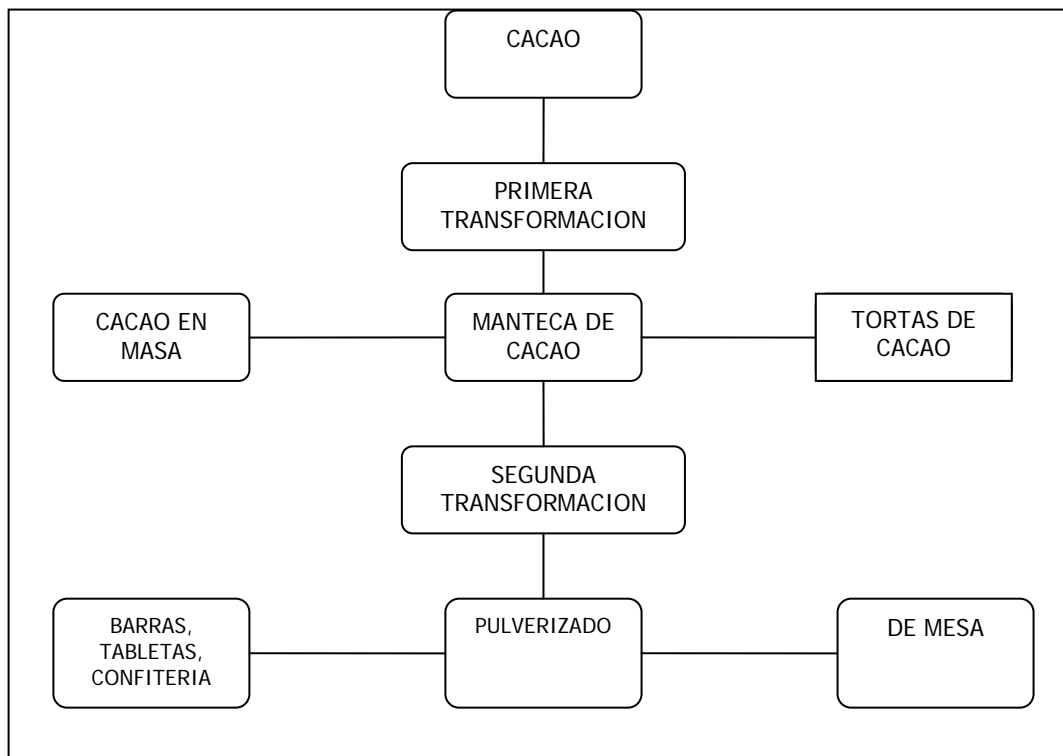 CACAO
PRIMERA
TRANSFORMACION
CACAO EN
MASA
MANTECA DE
CACAO
TORTAS DE
CACAO
SEGUNDA
TRANSFORMACION
BARRAS,
TABLETAS,
CONFITERIA
PULVERIZADO
DE MESA